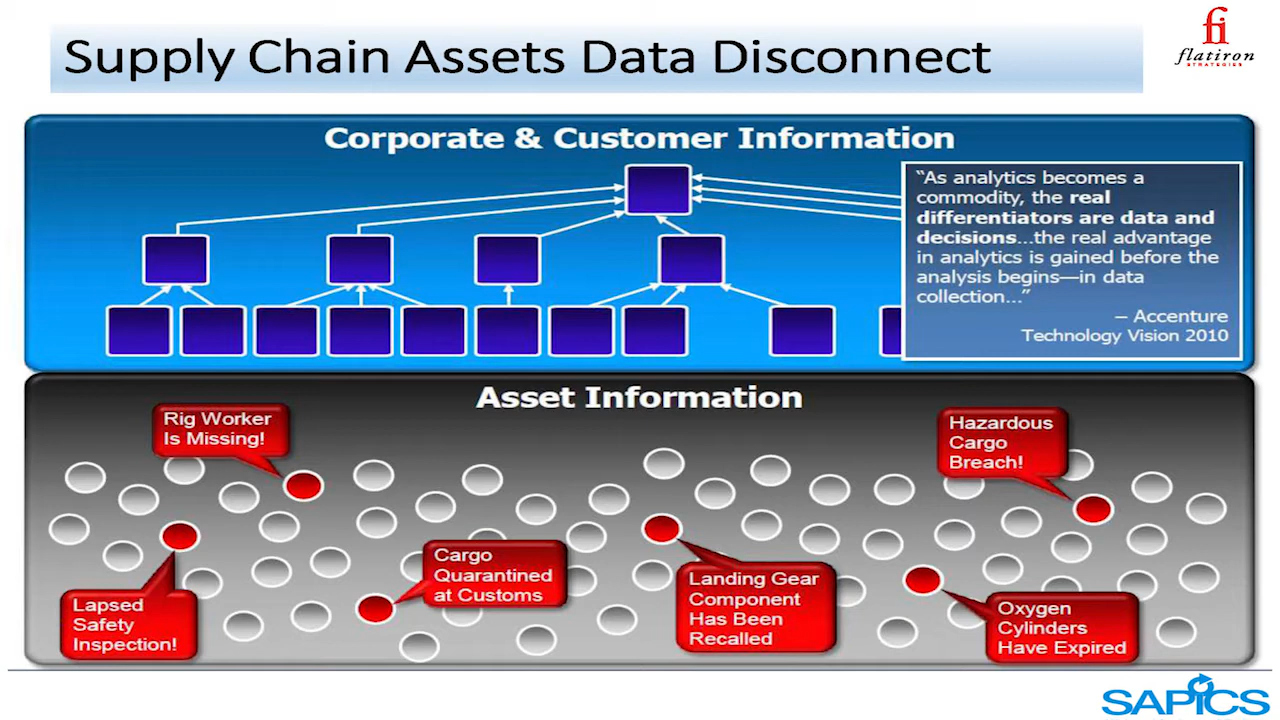 Supply Chain Assets Data Disconnect
fi
flatiron
STRATEGIES
Corporate & Customer Information
“As analytics becomes a
commodity, the real
differentiators are data and
decisions…the real advantage
in analytics is gained before the
analysis begins—in data
collection…”
– Accenture
Technology Vision 2010
Asset Information
Rig Worker
Is Missing!
Hazardous
Cargo
Breach!
Cargo
Quarantined
at Customs
Landing Gear
Component
Has Been
Recalled
Lapsed
Safety
Inspection!
Oxygen
Cylinders
Have Expired
SAPICS